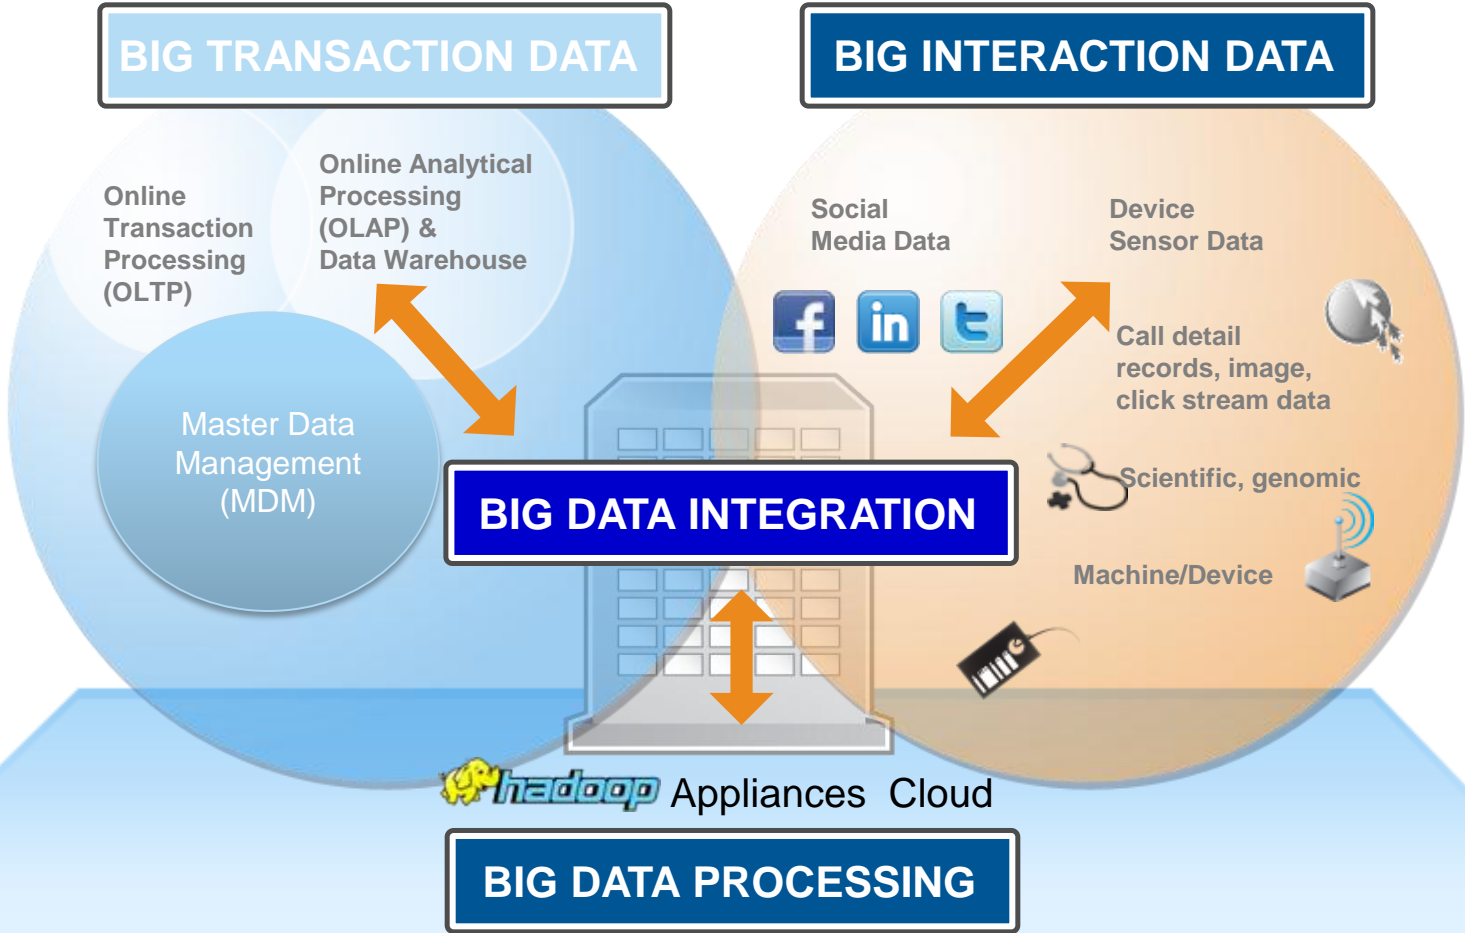 BIG TRANSACTION DATA
BIG INTERACTION DATA
Online
Transaction
Processing
(OLTP)
Online Analytical
Processing
(OLAP) &
Data Warehouse
Master Data
Management
(MDM)
Social
Media Data
f
in
t
Device
Sensor Data
Call detail
records, image,
click stream data
Scientific, genomic
Machine/Device
BIG DATA INTEGRATION
hadoop Appliances Cloud
BIG DATA PROCESSING